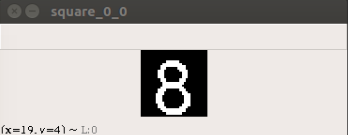 square_0_0
8
(x=19, y=4) ~ L:0